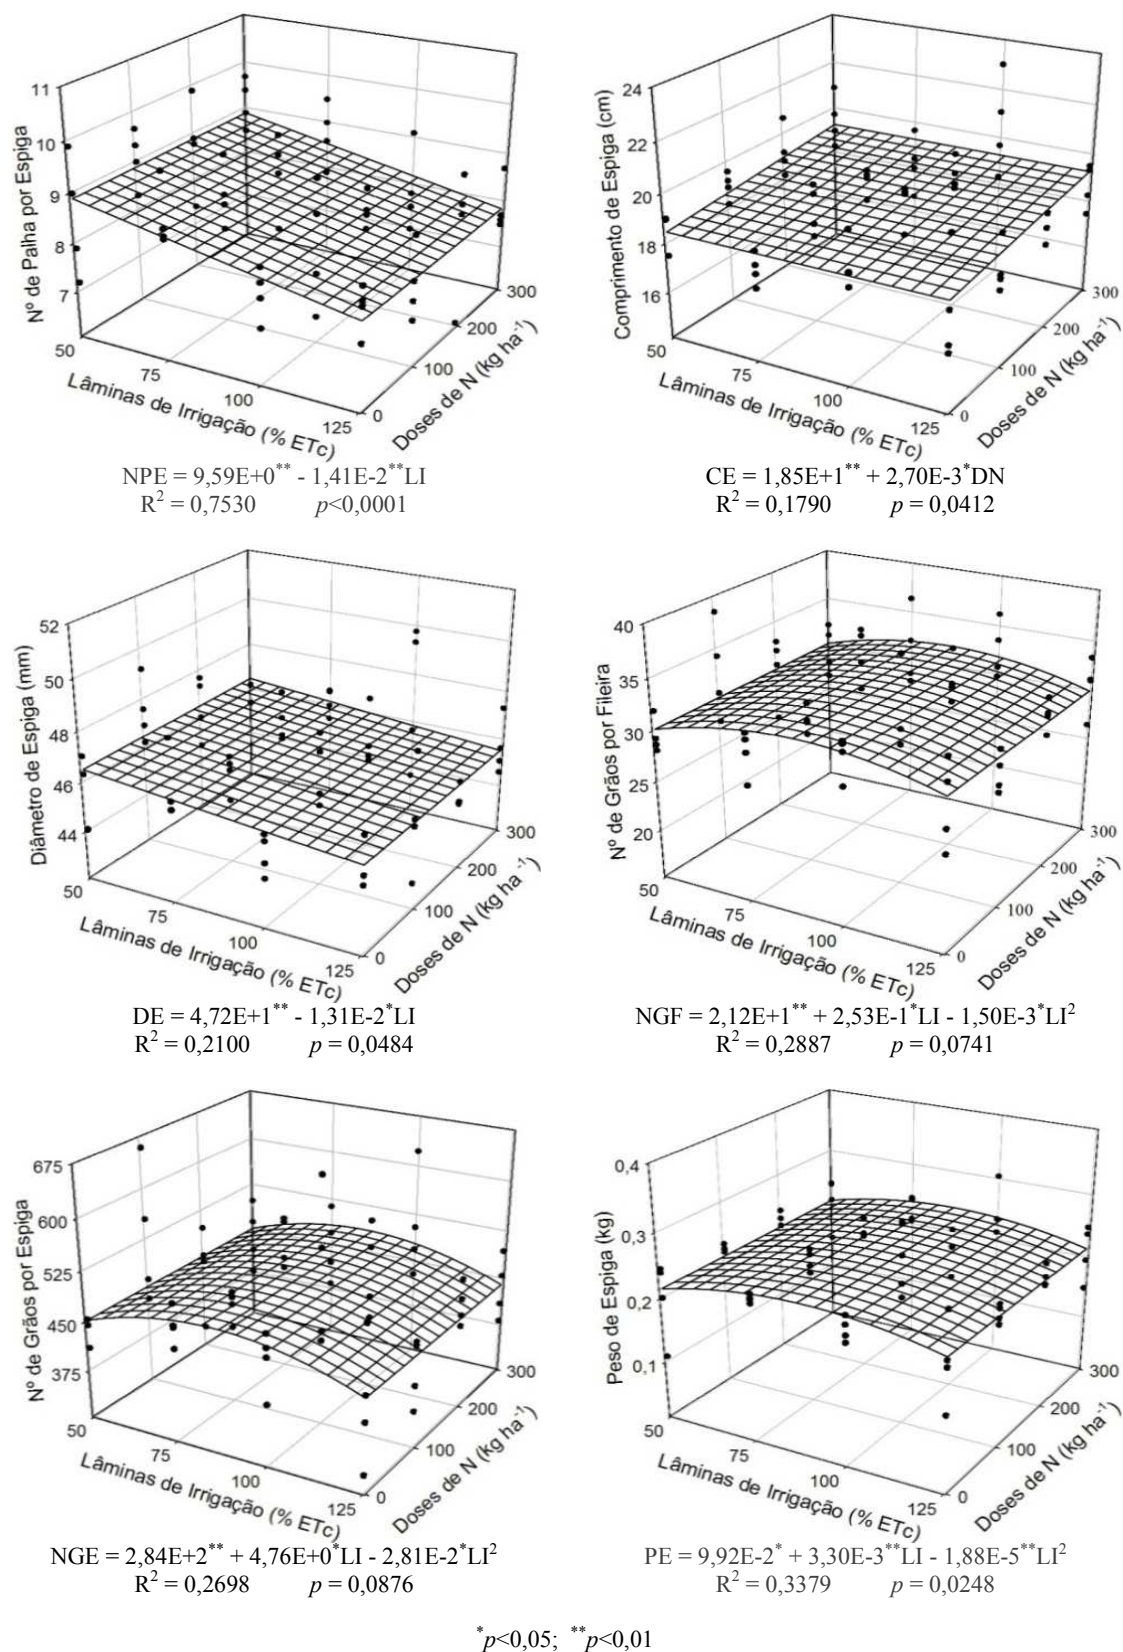 11
10
9
8
7
Nº de Palha por Espiga
50
75
100
125
Lâminas de Irrigação (% ETc)
0
100
200
300
Doses de N (kg ha⁻¹)
NPE = 9,59E+0** - 1,41E-2**LI
R² = 0,7530 p<0,0001
24
22
20
18
16
Comprimento de Espiga (cm)
50
75
100
125
Lâminas de Irrigação (% ETc)
0
100
200
300
Doses de N (kg ha⁻¹)
CE = 1,85E+1** + 2,70E-3*DN
R² = 0,1790 p = 0,0412
52
50
48
46
44
Diâmetro de Espiga (mm)
50
75
100
125
Lâminas de Irrigação (% ETc)
0
100
200
300
Doses de N (kg ha⁻¹)
DE = 4,72E+1** - 1,31E-2*LI
R² = 0,2100 p = 0,0484
40
35
30
25
20
Nº de Grãos por Fileira
50
75
100
125
Lâminas de Irrigação (% ETc)
0
100
200
300
Doses de N (kg ha⁻¹)
NGF = 2,12E+1** + 2,53E-1*LI - 1,50E-3*LI²
R² = 0,2887 p = 0,0741
675
600
525
450
375
Nº de Grãos por Espiga
50
75
100
125
Lâminas de Irrigação (% ETc)
0
100
200
300
Doses de N (kg ha⁻¹)
NGE = 2,84E+2** + 4,76E+0*LI - 2,81E-2*LI²
R² = 0,2698 p = 0,0876
0,4
0,3
0,2
0,1
Peso de Espiga (kg)
50
75
100
125
Lâminas de Irrigação (% ETc)
0
100
200
300
Doses de N (kg ha⁻¹)
PE = 9,92E-2* + 3,30E-3**LI - 1,88E-5**LI²
R² = 0,3379 p = 0,0248
*p<0,05; **p<0,01